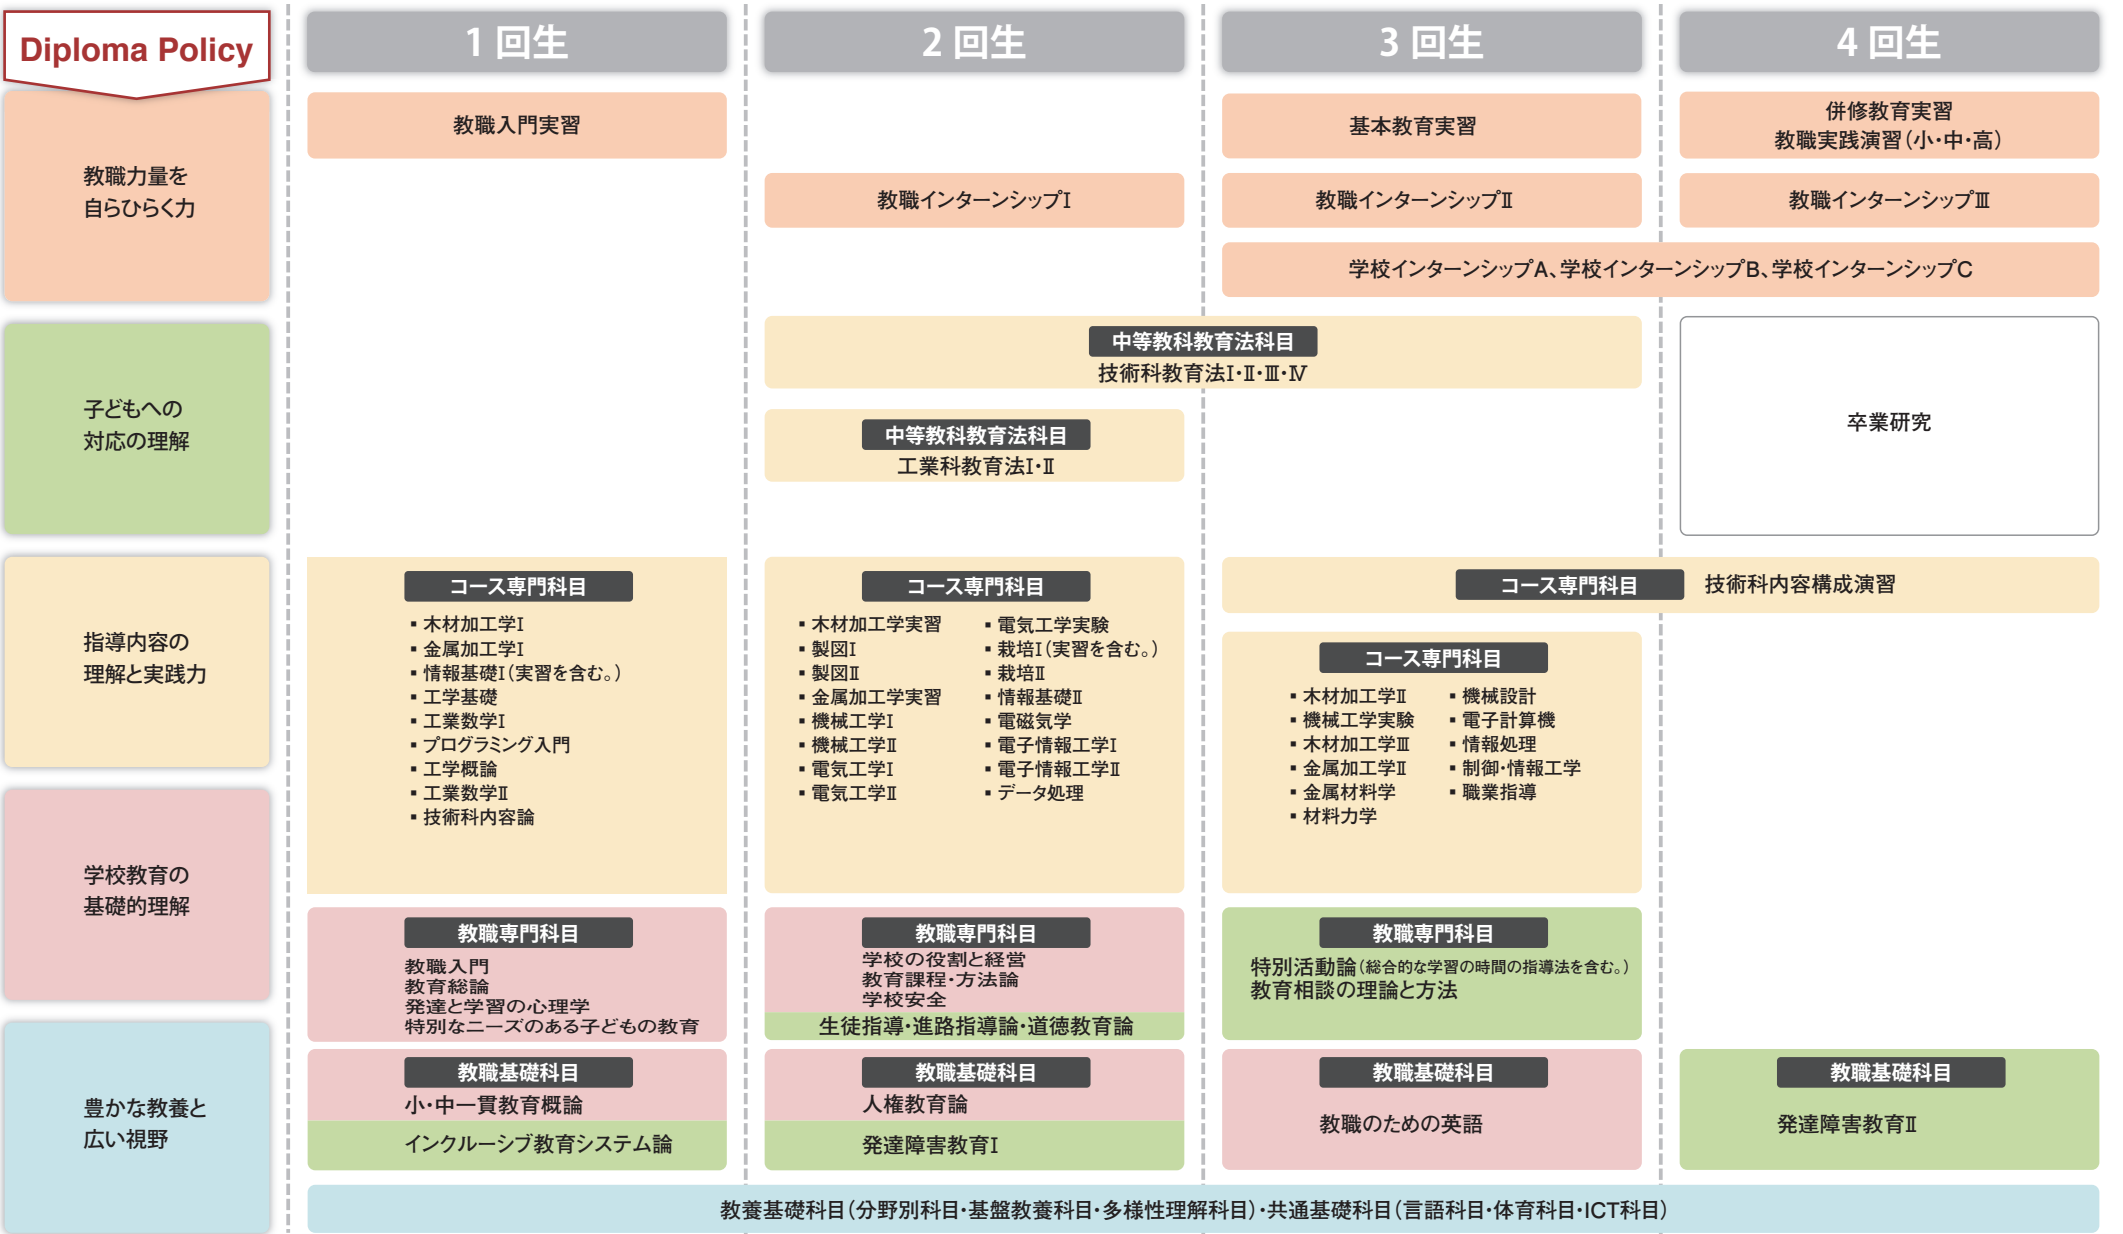 Diploma Policy
1回生
2回生
3回生
4回生
教職力量を
自らひらく力
教職入門実習
基本教育実習
併修教育実習
教職実践演習(小・中・高)
教職インターンシップⅠ
教職インターンシップⅡ
教職インターンシップⅢ
学校インターンシップA、学校インターンシップB、学校インターンシップC
子どもへの
対応の理解
中等教科教育法科目
技術科教育法Ⅰ・Ⅱ・Ⅲ・Ⅳ
中等教科教育法科目
工業科教育法Ⅰ・Ⅱ
卒業研究
指導内容の
理解と実践力
コース専門科目
▪ 木材加工学Ⅰ
▪ 金属加工学Ⅰ
▪ 情報基礎Ⅰ(実習を含む。)
▪ 工学基礎
▪ 工業数学Ⅰ
▪ プログラミング入門
▪ 工学概論
▪ 工業数学Ⅱ
▪ 技術科内容論
コース専門科目
▪ 木材加工学実習
▪ 製図Ⅰ
▪ 製図Ⅱ
▪ 金属加工学実習
▪ 機械工学Ⅰ
▪ 機械工学Ⅱ
▪ 電気工学Ⅰ
▪ 電気工学Ⅱ
▪ 電気工学実験
▪ 栽培Ⅰ(実習を含む。)
▪ 栽培Ⅱ
▪ 情報基礎Ⅱ
▪ 電磁気学
▪ 電子情報工学Ⅰ
▪ 電子情報工学Ⅱ
▪ データ処理
コース専門科目 技術科内容構成演習
コース専門科目
▪ 木材加工学Ⅱ
▪ 機械工学実験
▪ 木材加工学Ⅲ
▪ 金属加工学Ⅱ
▪ 金属材料学
▪ 材料力学
▪ 機械設計
▪ 電子計算機
▪ 情報処理
▪ 制御・情報工学
▪ 職業指導
学校教育の
基礎的理解
教職専門科目
教職入門
教育総論
発達と学習の心理学
特別なニーズのある子どもの教育
教職専門科目
学校の役割と経営
教育課程・方法論
学校安全
生徒指導・進路指導論・道徳教育論
教職専門科目
特別活動論(総合的な学習の時間の指導法を含む。)
教育相談の理論と方法
豊かな教養と
広い視野
教職基礎科目
小・中一貫教育概論
インクルーシブ教育システム論
教職基礎科目
人権教育論
発達障害教育Ⅰ
教職基礎科目
教職のための英語
教職基礎科目
発達障害教育Ⅱ
教養基礎科目(分野別科目・基盤教養科目・多様性理解科目)・共通基礎科目(言語科目・体育科目・ICT科目)